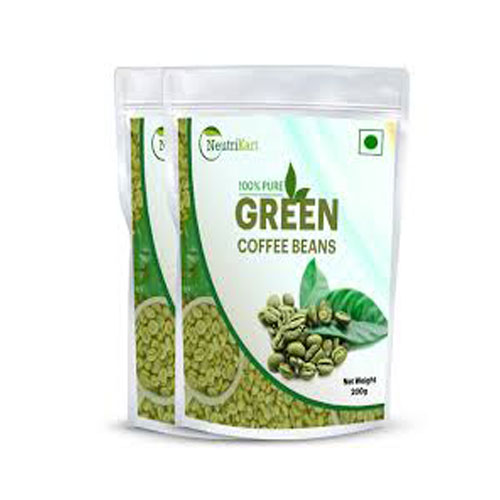 NeutriKart
100% PURE
GREEN
COFFEE BEANS
Net Weight
200g